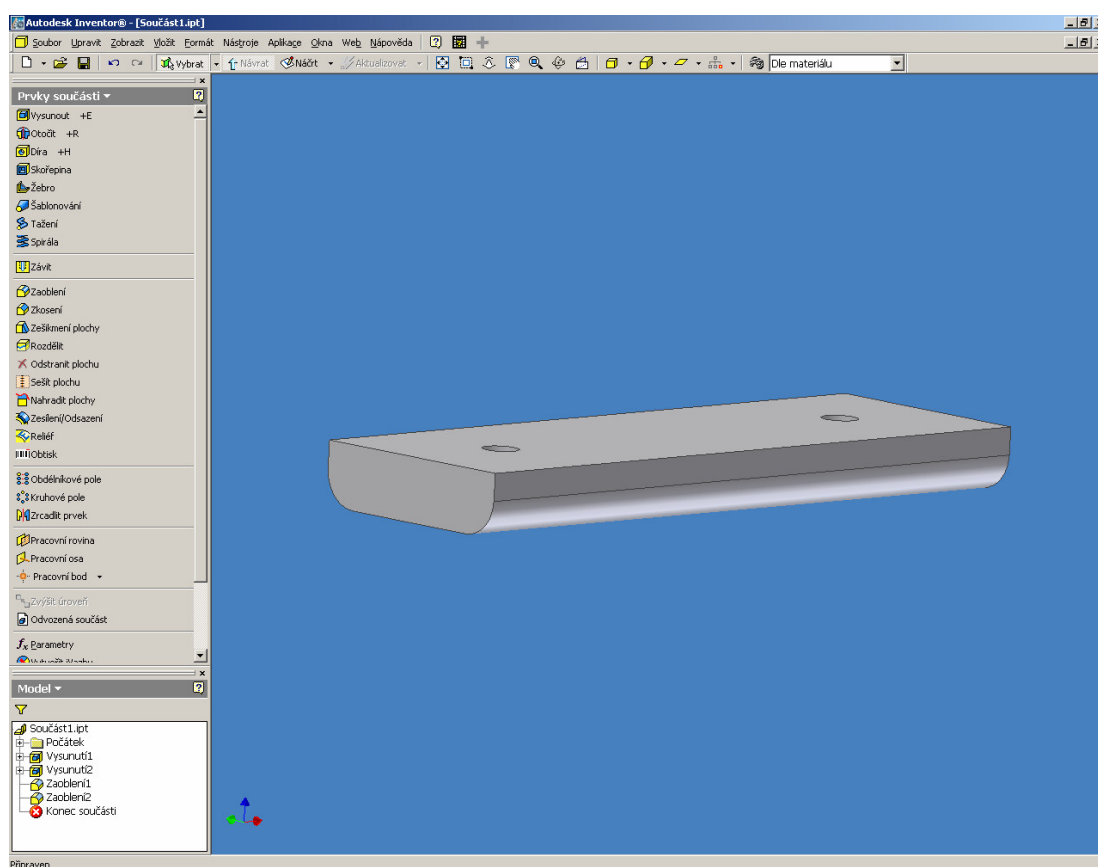 Autodesk Inventor® - [Součást1.ipt]
Soubor Upravit Zobrazit Vložit Formát Nástroje Aplikace Okna Web Nápověda
Vybrat Návrat Náčrt Aktualizovat Dle materiálu
Prvky součásti
Vysunout +E
Otočit +R
Díra +H
Skořepina
Žebro
Šablonování
Tažení
Spirála
Závit
Zaoblení
Zkosení
Zešikmení plochy
Rozdělit
Odstranit plochu
Sešít plochu
Nahradit plochy
Zesílení/Odsazení
Reliéf
Obtisk
Obdélníkové pole
Kruhové pole
Zrcadlit prvek
Pracovní rovina
Pracovní osa
Pracovní bod
Zvýšit úroveň
Odvozená součást
fx Parametry
Model
Součást1.ipt
Počátek
Vysunutí1
Vysunutí2
Zaoblení1
Zaoblení2
Konec součásti
Připraven